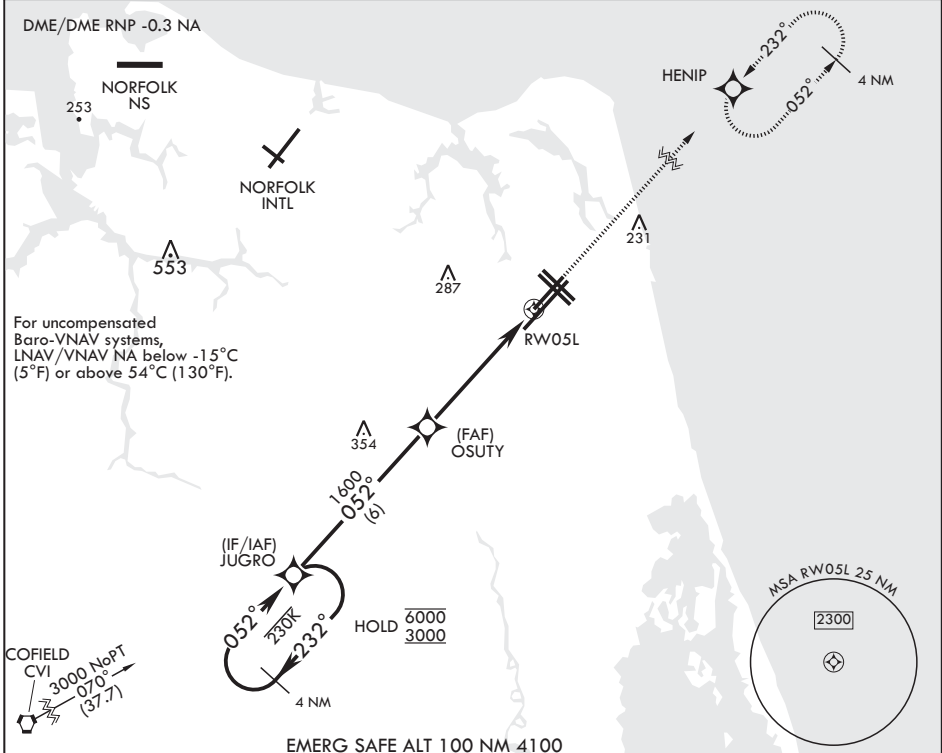 DME/DME RNP -0.3 NA
NORFOLK
NS
253
NORFOLK
INTL
553
HENIP
232°
052°
4 NM
231
287
RW05L
For uncompensated
Baro-VNAV systems,
LNAV/VNAV NA below -15°C
(5°F) or above 54°C (130°F).
354
(FAF)
OSUTY
1600
052°
(6)
(IF/IAF)
JUGRO
052°
230K
232°
HOLD 6000
3000
4 NM
COFIELD
CVI
3000 NoPT
070°
(37.7)
MSA RW05L 25 NM
2300
EMERG SAFE ALT 100 NM 4100